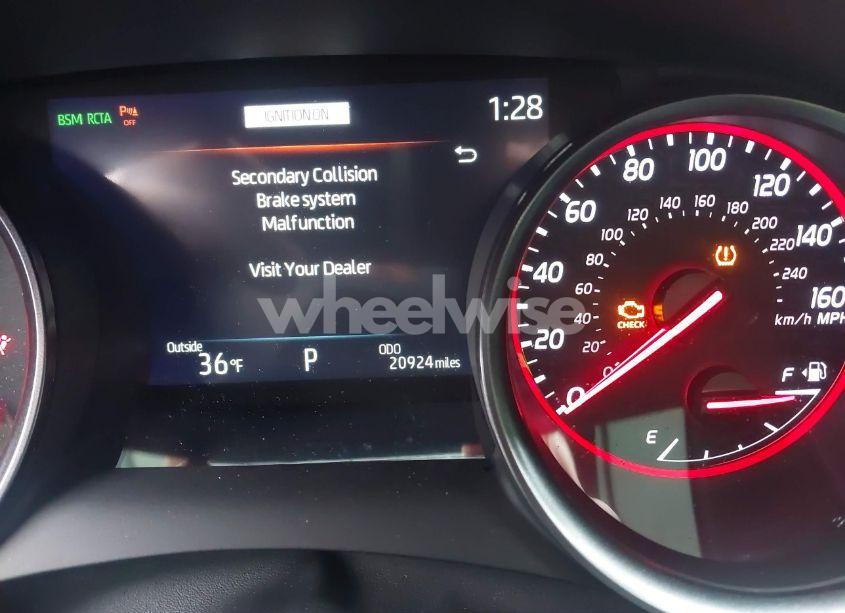 BSM RCTA
P
OFF
IGNITION ON
1:28
Secondary Collision
Brake system
Malfunction
Visit Your Dealer
Outside
36°F
P
ODO
20924 miles
wheelwise
0
20
40
60
80
100
120
140
160
km/h MPH
0
20
40
60
80
100
120
140
160
180
200
220
240
CHECK
F
E